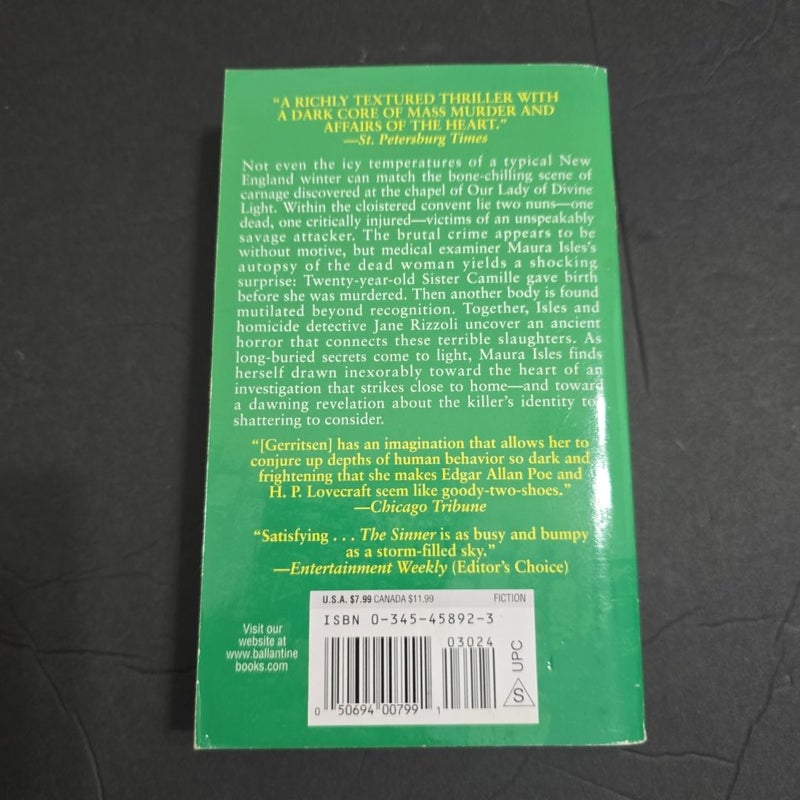 “A RICHLY TEXTURED THRILLER WITH
A DARK CORE OF MASS MURDER AND
AFFAIRS OF THE HEART.”
—St. Petersburg Times
Not even the icy temperatures of a typical New
England winter can match the bone-chilling scene of
carnage discovered at the chapel of Our Lady of Divine
Light. Within the cloistered convent lie two nuns—one
dead, one critically injured—victims of an unspeakably
savage attacker. The brutal crime appears to be
without motive, but medical examiner Maura Isles’s
autopsy of the dead woman yields a shocking
surprise: Twenty-year-old Sister Camille gave birth
before she was murdered. Then another body is found
mutilated beyond recognition. Together, Isles and
homicide detective Jane Rizzoli uncover an ancient
horror that connects these terrible slaughters. As
long-buried secrets come to light, Maura Isles finds
herself drawn inexorably toward the heart of an
investigation that strikes close to home—and toward
a dawning revelation about the killer’s identity too
shattering to consider.
“[Gerritsen] has an imagination that allows her to
conjure up depths of human behavior so dark and
frightening that she makes Edgar Allan Poe and
H. P. Lovecraft seem like goody-two-shoes.”
—Chicago Tribune
“Satisfying . . . The Sinner is as busy and bumpy
as a storm-filled sky.”
—Entertainment Weekly (Editor’s Choice)
Visit our
website at
www.ballantine
books.com
U.S.A. $7.99 CANADA $11.99 FICTION
ISBN 0-345-45892-3
03024
0 50694 00799 1
UPC
S